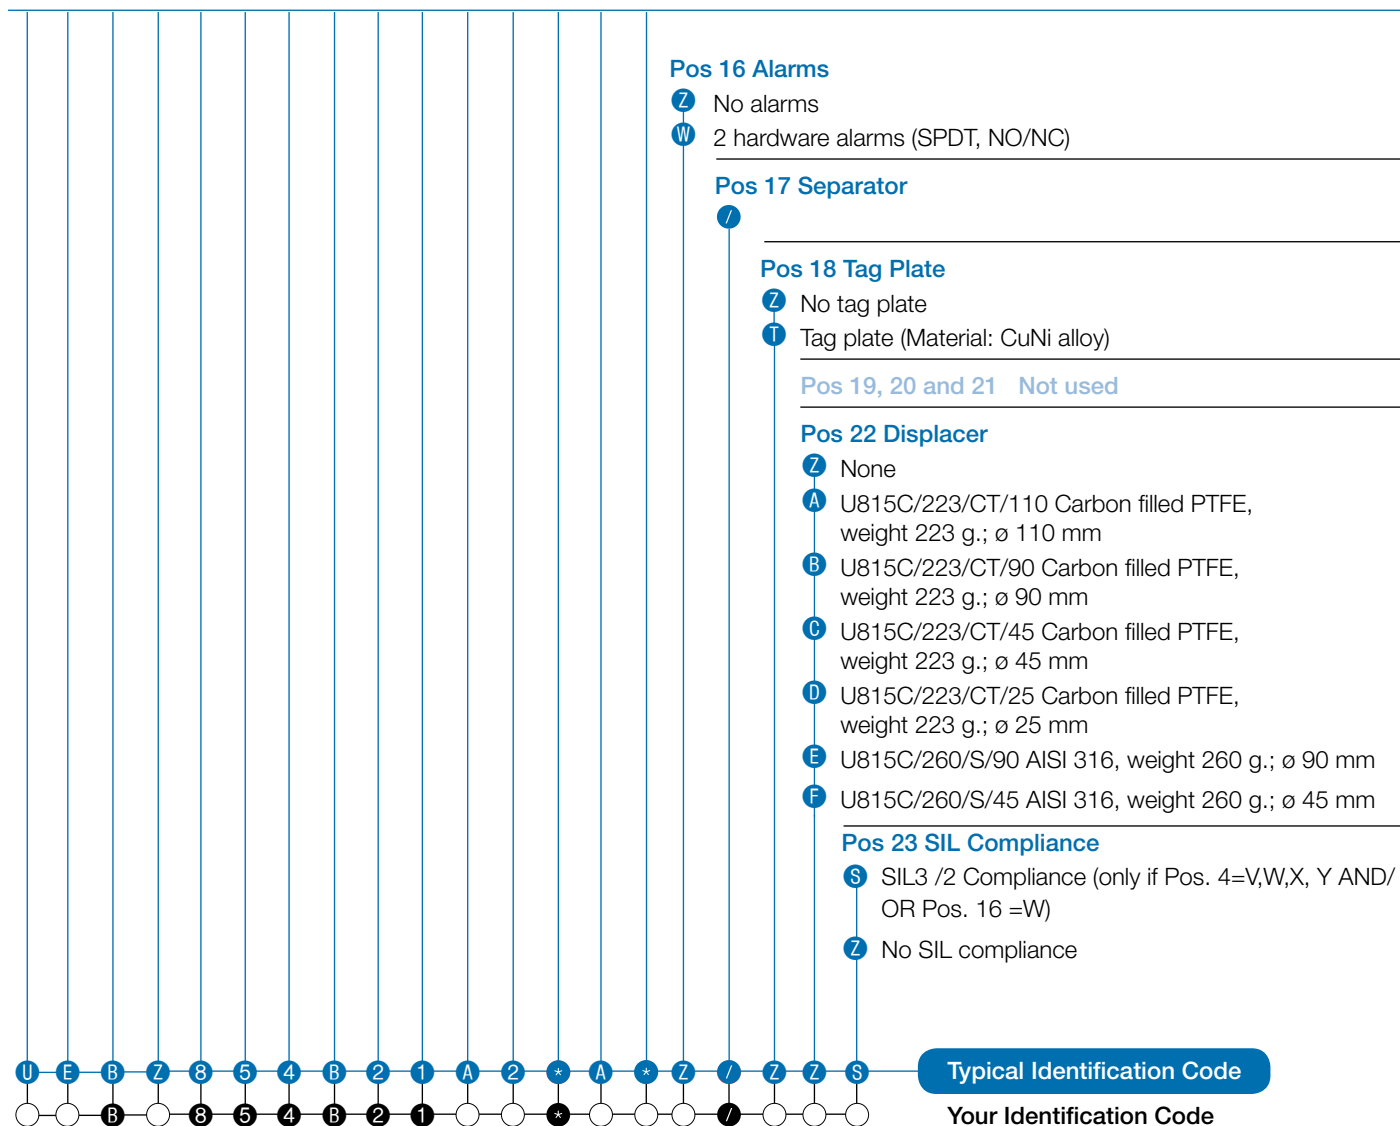 Pos 16 Alarms
Z No alarms
W 2 hardware alarms (SPDT, NO/NC)
Pos 17 Separator
/
Pos 18 Tag Plate
Z No tag plate
T Tag plate (Material: CuNi alloy)
Pos 19, 20 and 21 Not used
Pos 22 Displacer
Z None
A U815C/223/CT/110 Carbon filled PTFE,
weight 223 g.; ø 110 mm
B U815C/223/CT/90 Carbon filled PTFE,
weight 223 g.; ø 90 mm
C U815C/223/CT/45 Carbon filled PTFE,
weight 223 g.; ø 45 mm
D U815C/223/CT/25 Carbon filled PTFE,
weight 223 g.; ø 25 mm
E U815C/260/S/90 AISI 316, weight 260 g.; ø 90 mm
F U815C/260/S/45 AISI 316, weight 260 g.; ø 45 mm
Pos 23 SIL Compliance
S SIL3 /2 Compliance (only if Pos. 4=V,W,X, Y AND/
OR Pos. 16 =W)
Z No SIL compliance
U E B Z 8 5 4 B 2 1 A 2 * A * Z / Z Z S Typical Identification Code
B 8 5 4 B 2 1 * / Your Identification Code